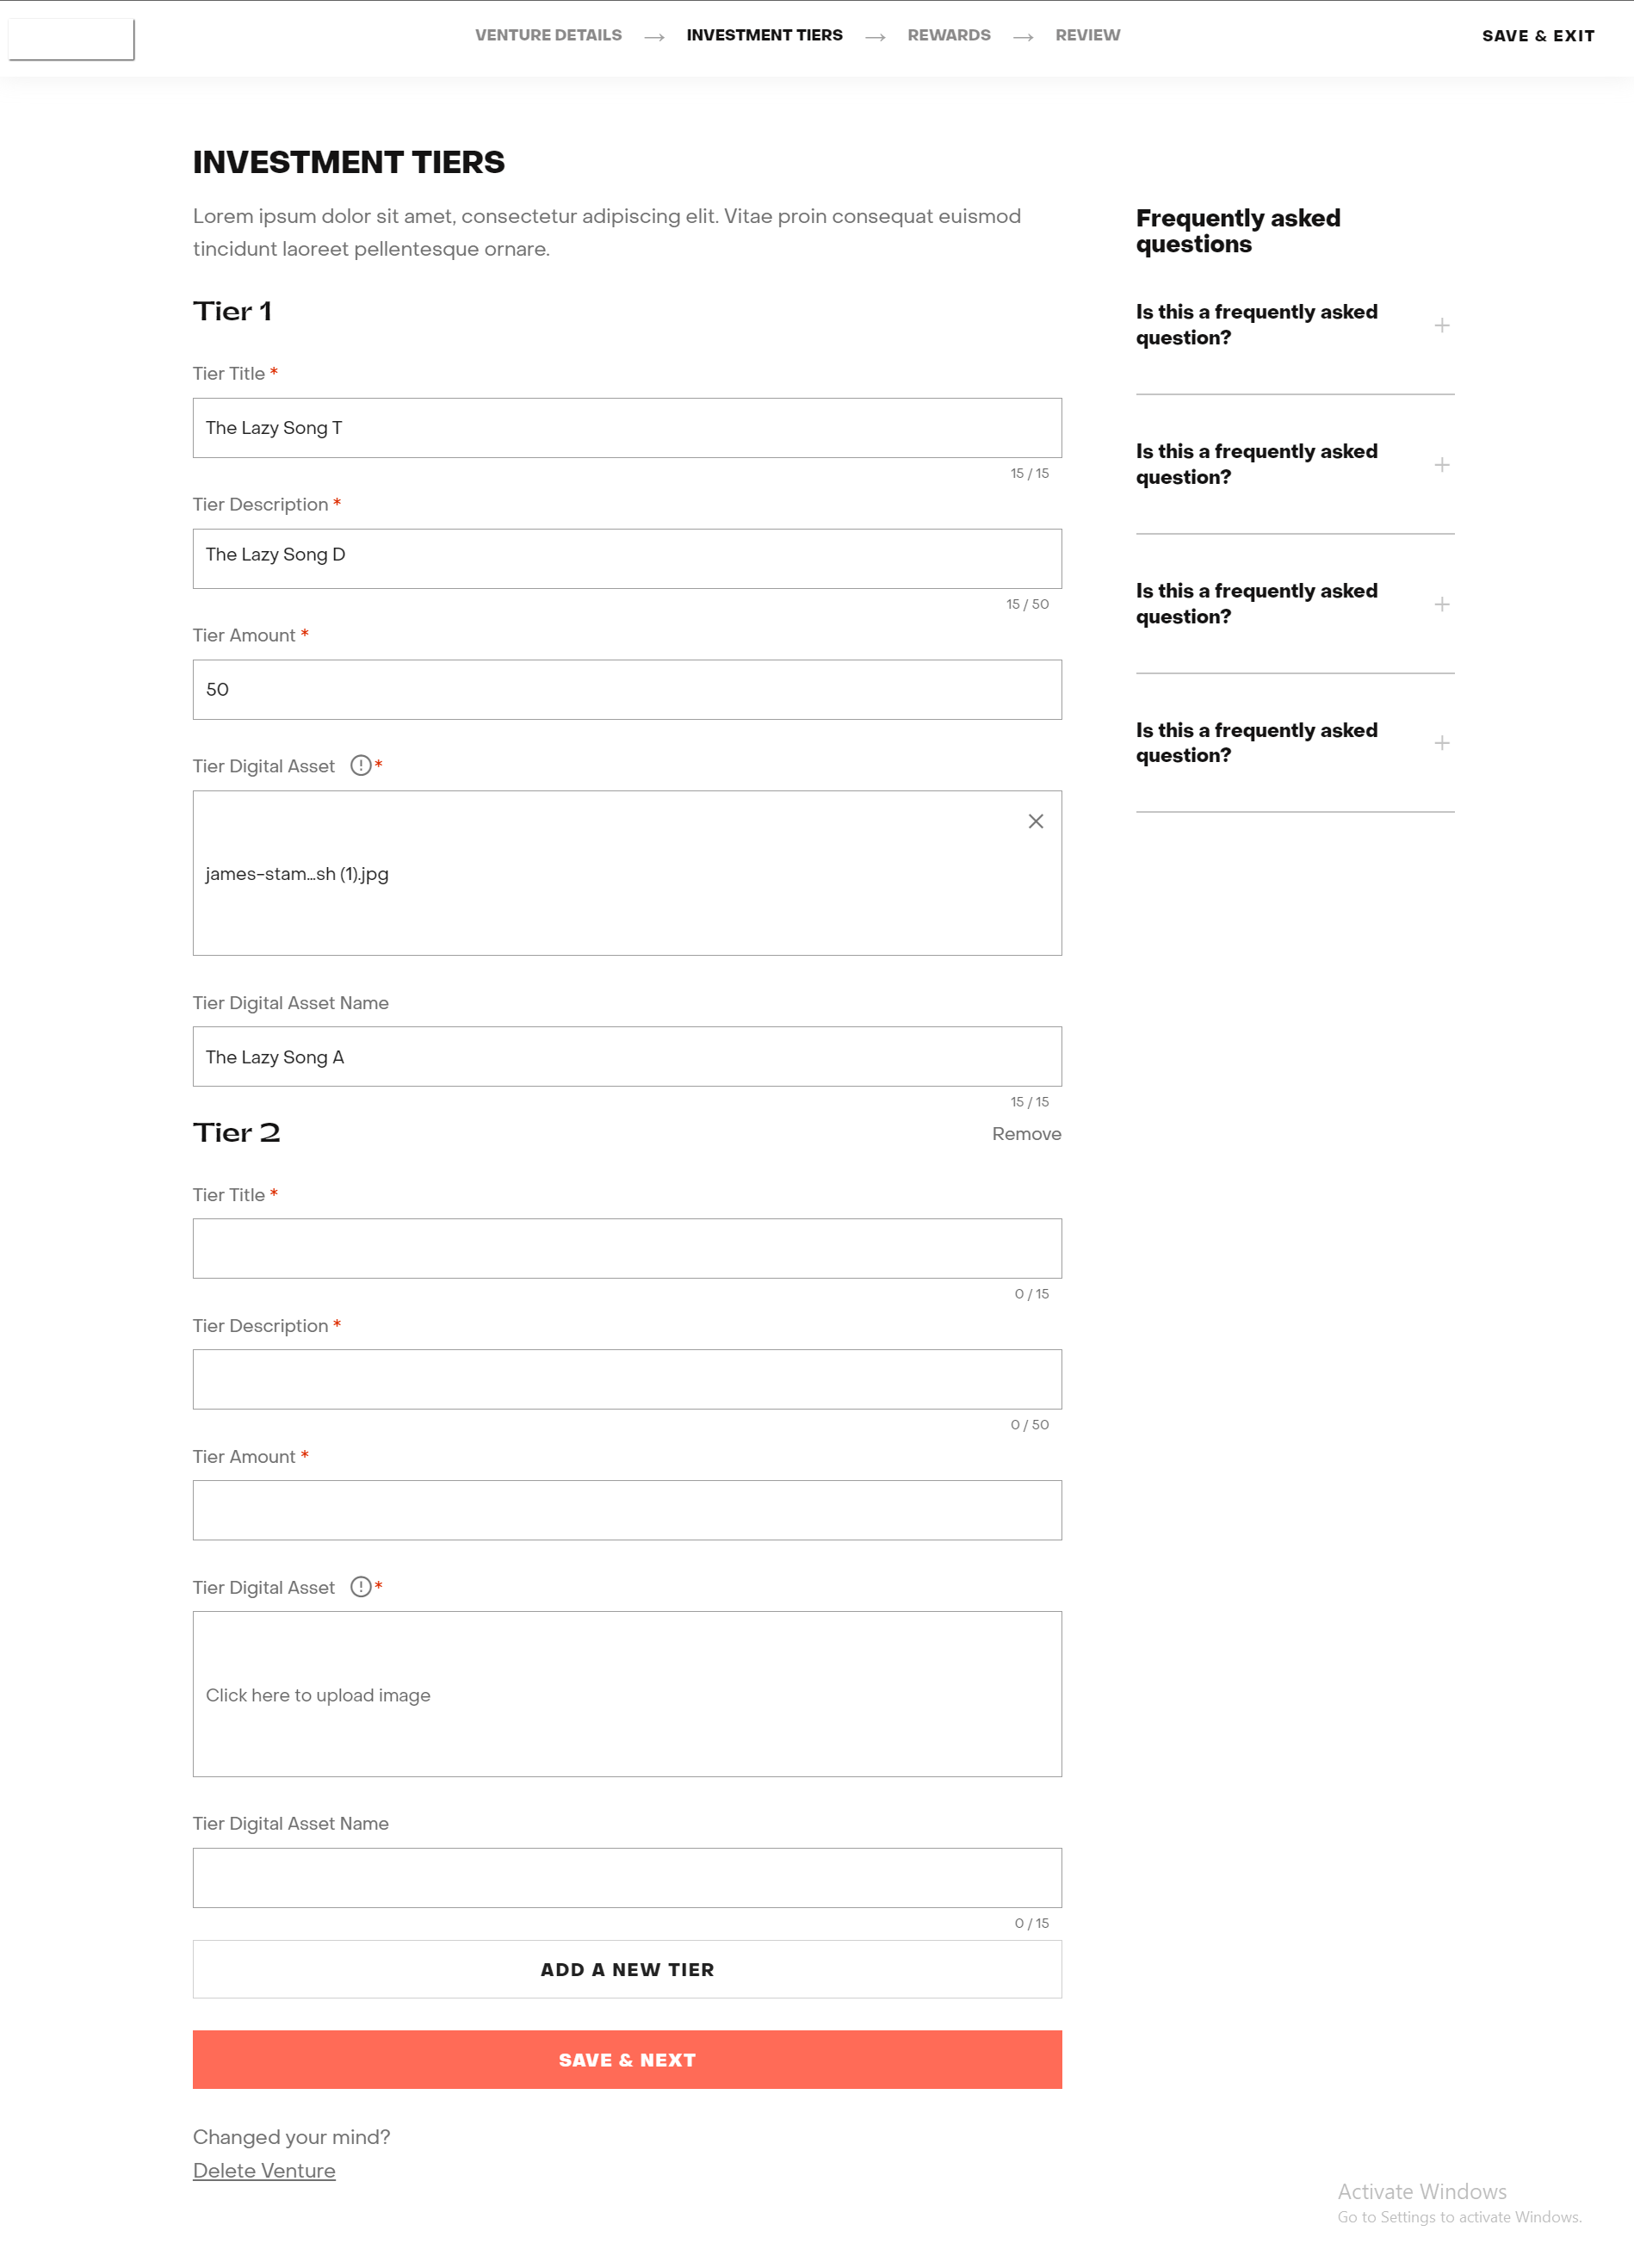 VENTURE DETAILS → INVESTMENT TIERS → REWARDS → REVIEW
SAVE & EXIT
INVESTMENT TIERS
Lorem ipsum dolor sit amet, consectetur adipiscing elit. Vitae proin consequat euismod
tincidunt laoreet pellentesque ornare.
Tier 1
Tier Title *
The Lazy Song T
15 / 15
Tier Description *
The Lazy Song D
15 / 50
Tier Amount *
50
Tier Digital Asset *
james-stam...sh (1).jpg
Tier Digital Asset Name
The Lazy Song A
15 / 15
Tier 2
Remove
Tier Title *
0 / 15
Tier Description *
0 / 50
Tier Amount *
Tier Digital Asset *
Click here to upload image
Tier Digital Asset Name
0 / 15
ADD A NEW TIER
SAVE & NEXT
Changed your mind?
Delete Venture
Frequently asked
questions
Is this a frequently asked
question?
Is this a frequently asked
question?
Is this a frequently asked
question?
Is this a frequently asked
question?
Activate Windows
Go to Settings to activate Windows.